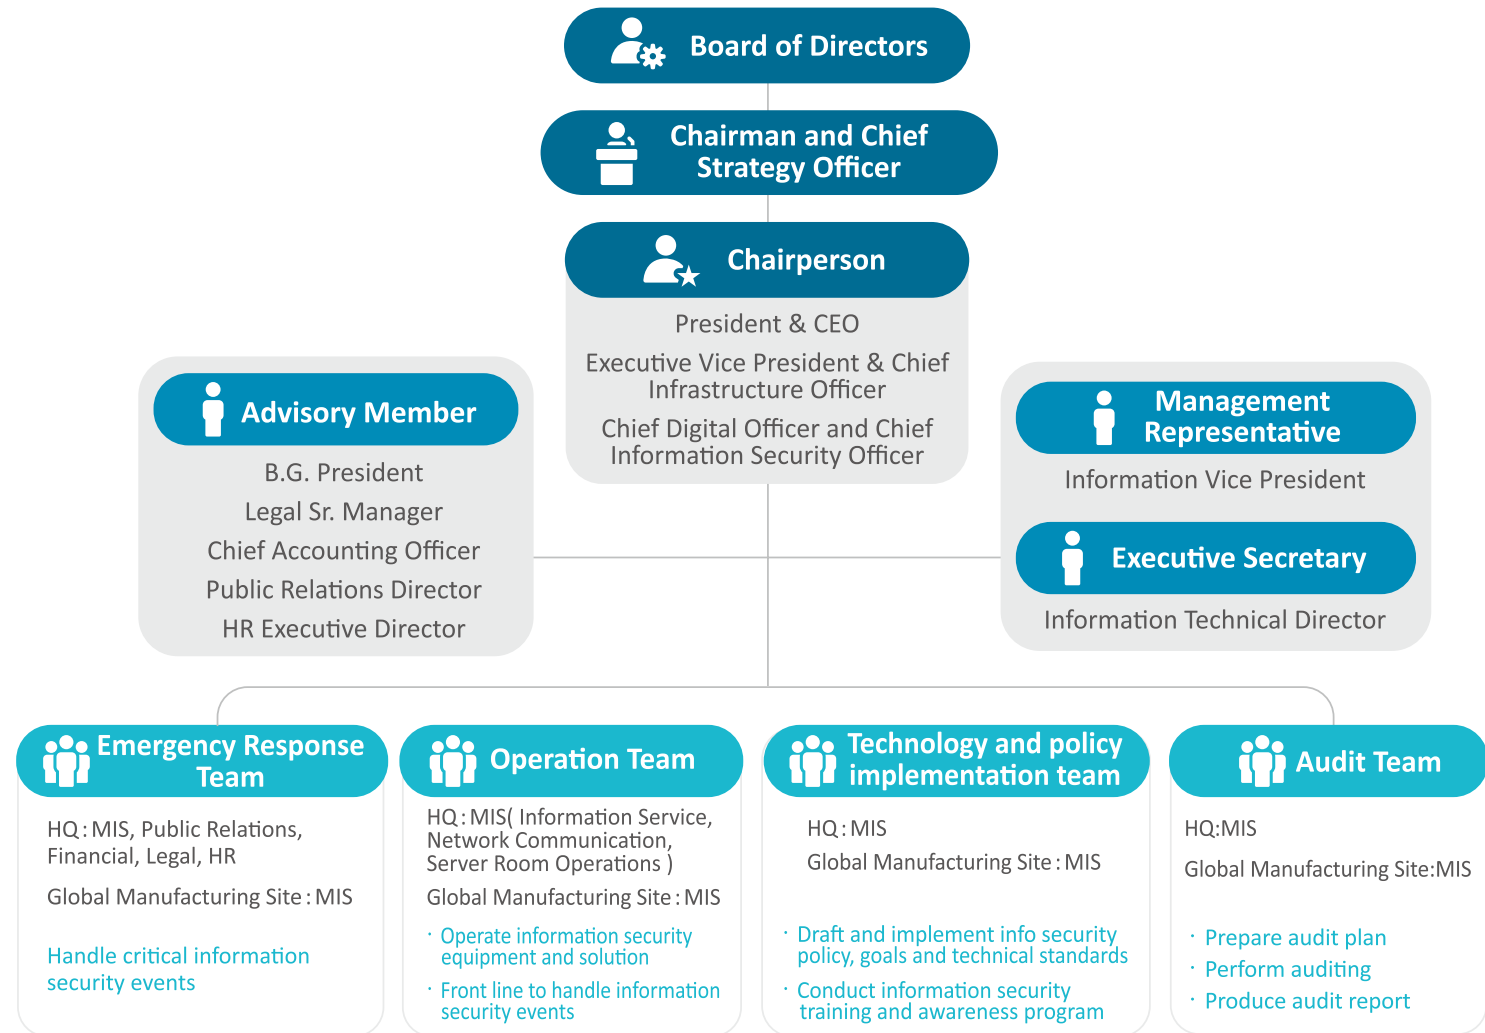 Board of Directors
Chairman and Chief
Strategy Officer
Chairperson
President & CEO
Executive Vice President & Chief
Infrastructure Officer
Chief Digital Officer and Chief
Information Security Officer
Advisory Member
B.G. President
Legal Sr. Manager
Chief Accounting Officer
Public Relations Director
HR Executive Director
Management
Representative
Information Vice President
Executive Secretary
Information Technical Director
Emergency Response
Team
HQ : MIS, Public Relations,
Financial, Legal, HR
Global Manufacturing Site : MIS
Handle critical information
security events
Operation Team
HQ : MIS( Information Service,
Network Communication,
Server Room Operations )
Global Manufacturing Site : MIS
· Operate information security
equipment and solution
· Front line to handle information
security events
Technology and policy
implementation team
HQ : MIS
Global Manufacturing Site : MIS
· Draft and implement info security
policy, goals and technical standards
· Conduct information security
training and awareness program
Audit Team
HQ:MIS
Global Manufacturing Site:MIS
· Prepare audit plan
· Perform auditing
· Produce audit report